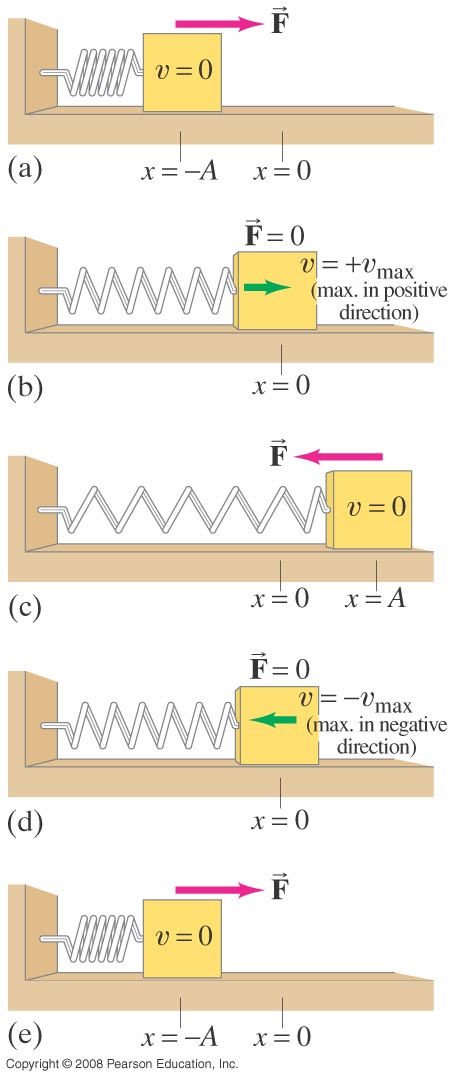 F⃗
v = 0
(a)
x = −A x = 0
F⃗ = 0
v = +vmax
(max. in positive
direction)
(b)
x = 0
F⃗
v = 0
(c)
x = 0 x = A
F⃗ = 0
v = −vmax
(max. in negative
direction)
(d)
x = 0
F⃗
v = 0
(e)
x = −A x = 0
Copyright © 2008 Pearson Education, Inc.